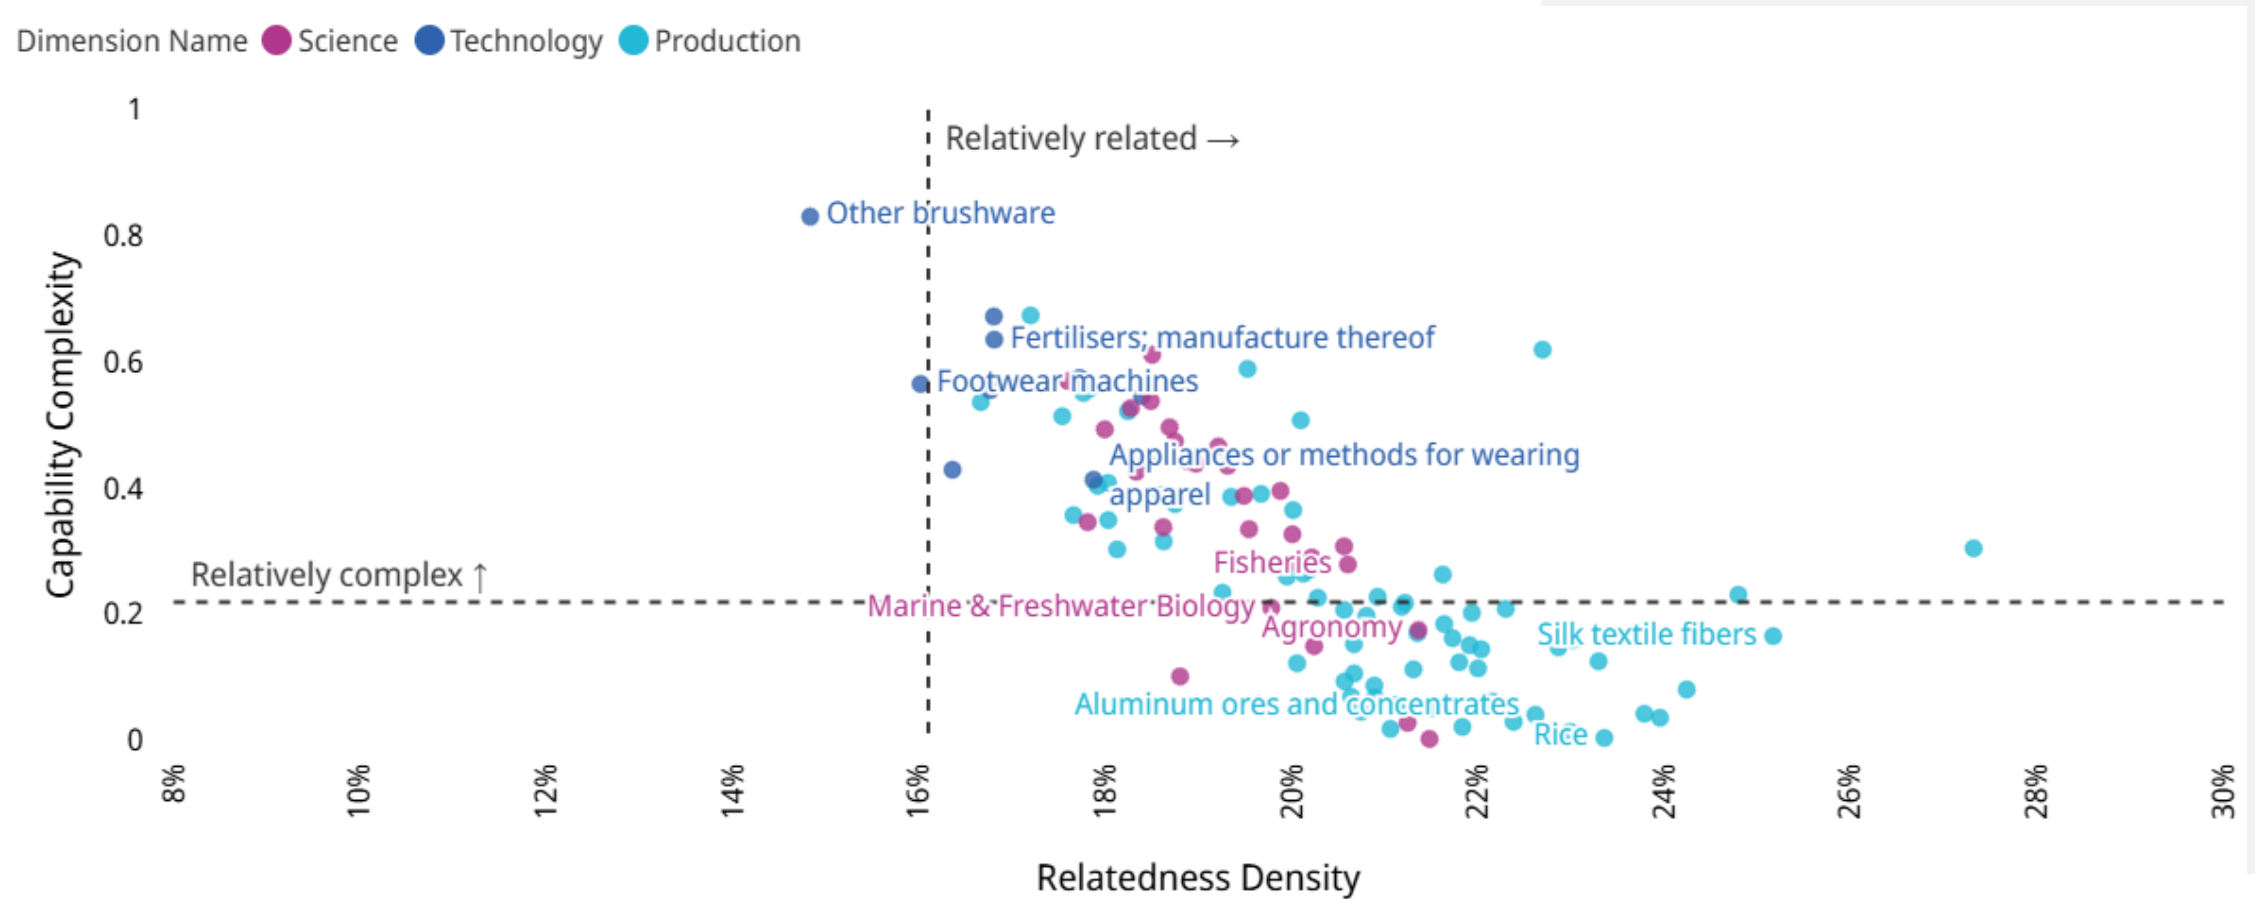 Dimension Name Science Technology Production
1
Relatively related →
Other brushware
0.8
Fertilisers; manufacture thereof
0.6
Footwear machines
Capability Complexity
Appliances or methods for wearing
apparel
0.4
Fisheries
Relatively complex ↑
0.2
Marine & Freshwater Biology
Agronomy
Silk textile fibers
Aluminum ores and concentrates
Rice
0
8% 10% 12% 14% 16% 18% 20% 22% 24% 26% 28% 30%
Relatedness Density